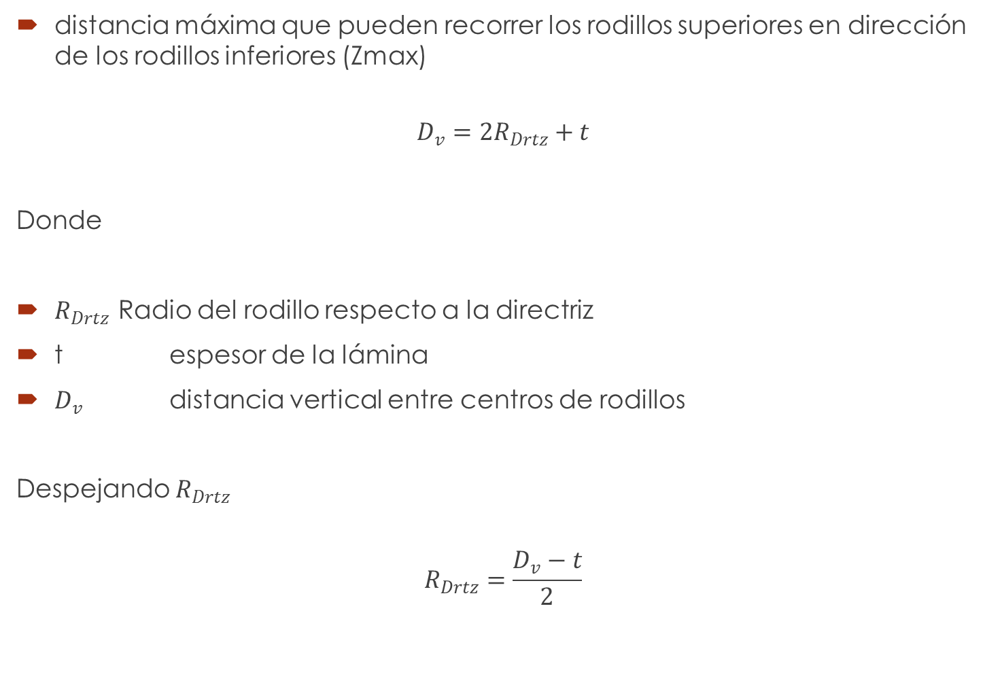 distancia máxima que pueden recorrer los rodillos superiores en dirección
de los rodillos inferiores (Zmax)
D_v = 2R_{Drtz} + t
Donde
R_{Drtz} Radio del rodillo respecto a la directriz
t espesor de la lámina
D_v distancia vertical entre centros de rodillos
Despejando R_{Drtz}
R_{Drtz} = \frac{D_v - t}{2}